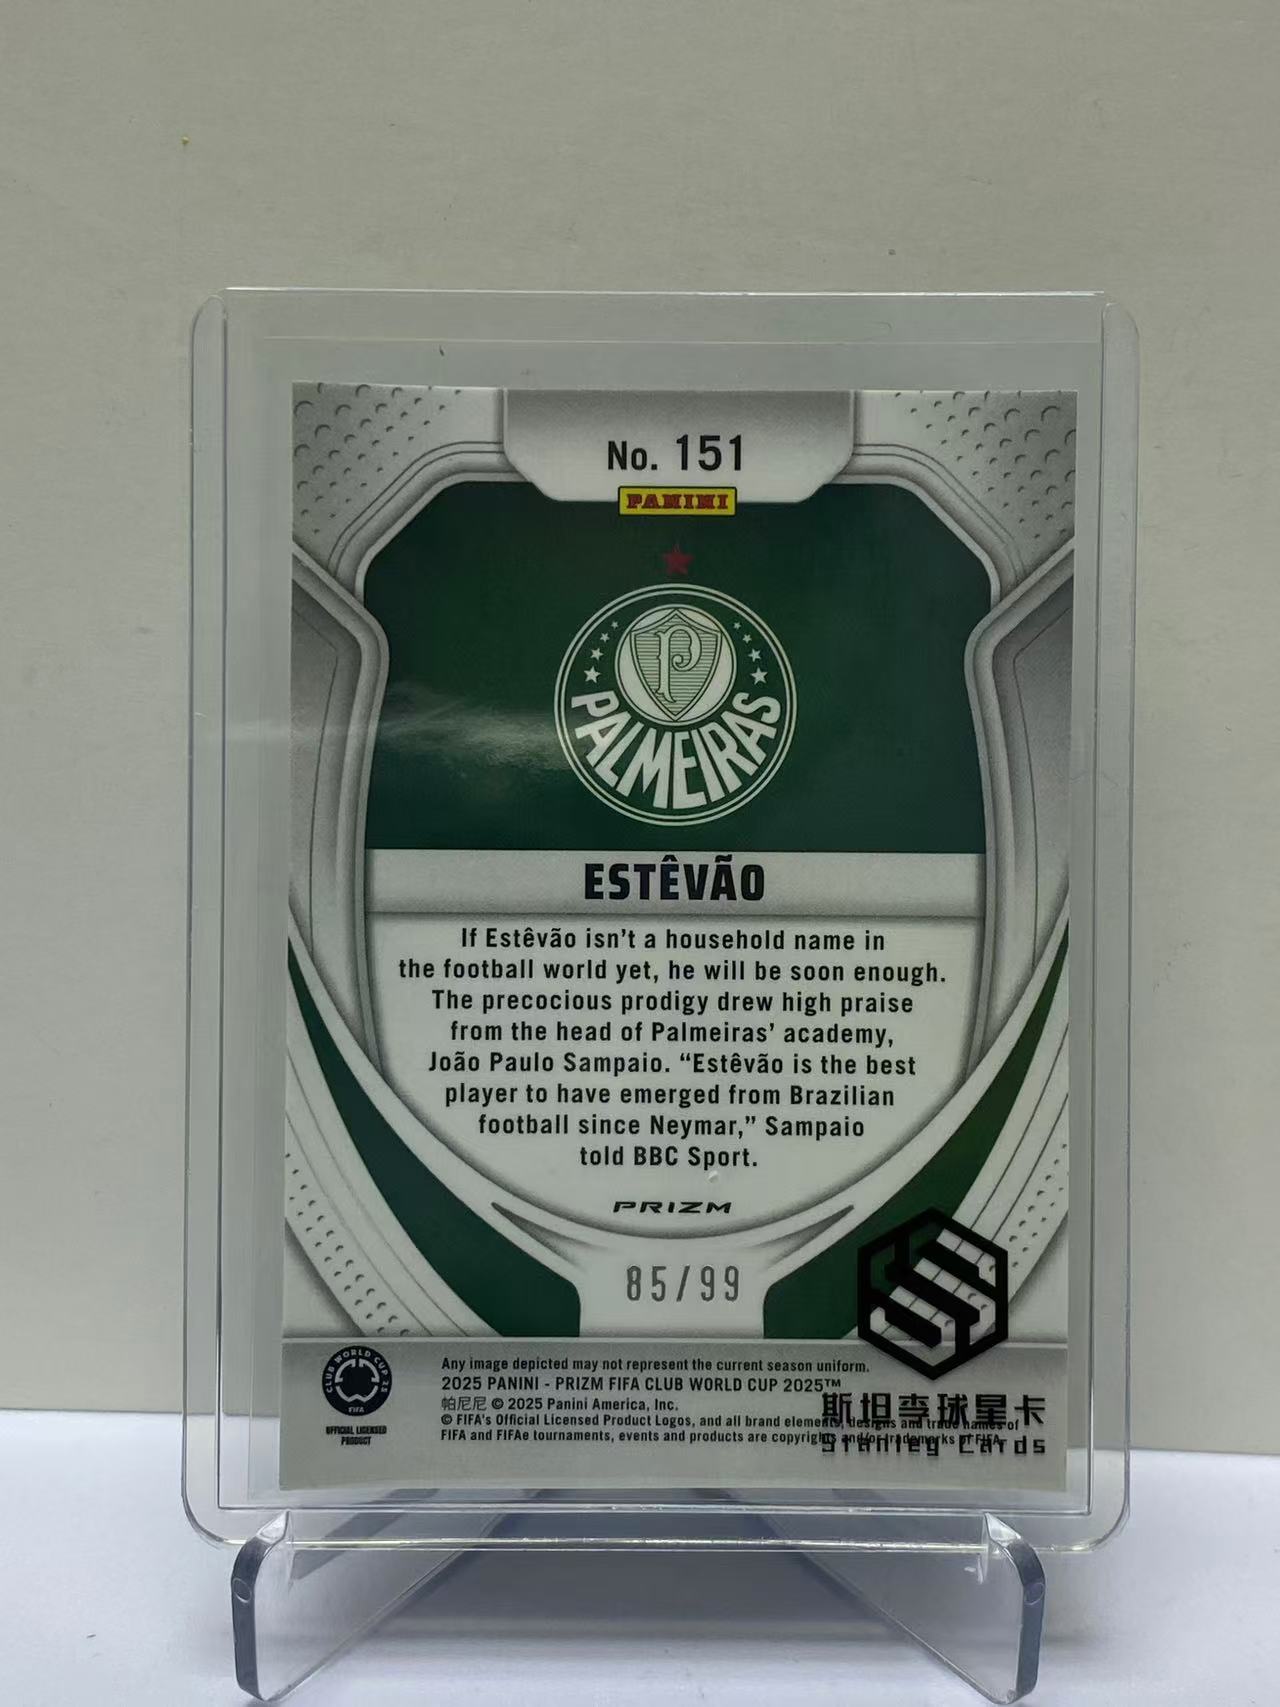 No. 151
PANINI
P
PALMEIRAS
ESTÊVÃO
If Estêvão isn't a household name in
the football world yet, he will be soon enough.
The precocious prodigy drew high praise
from the head of Palmeiras' academy,
João Paulo Sampaio. “Estêvão is the best
player to have emerged from Brazilian
football since Neymar,” Sampaio
told BBC Sport.
PRIZM
85/99
CLUB WORLD CUP 25
FIFA
OFFICIAL LICENSED
PRODUCT
Any image depicted may not represent the current season uniform.
2025 PANINI - PRIZM FIFA CLUB WORLD CUP 2025™
帕尼尼 © 2025 Panini America, Inc.
© FIFA's Official Licensed Product Logos, and all brand elements, designs and trade names of
FIFA and FIFAe tournaments, events and products are copyrights and/or trademarks of FIFA.
斯坦李球星卡
Stanley Cards